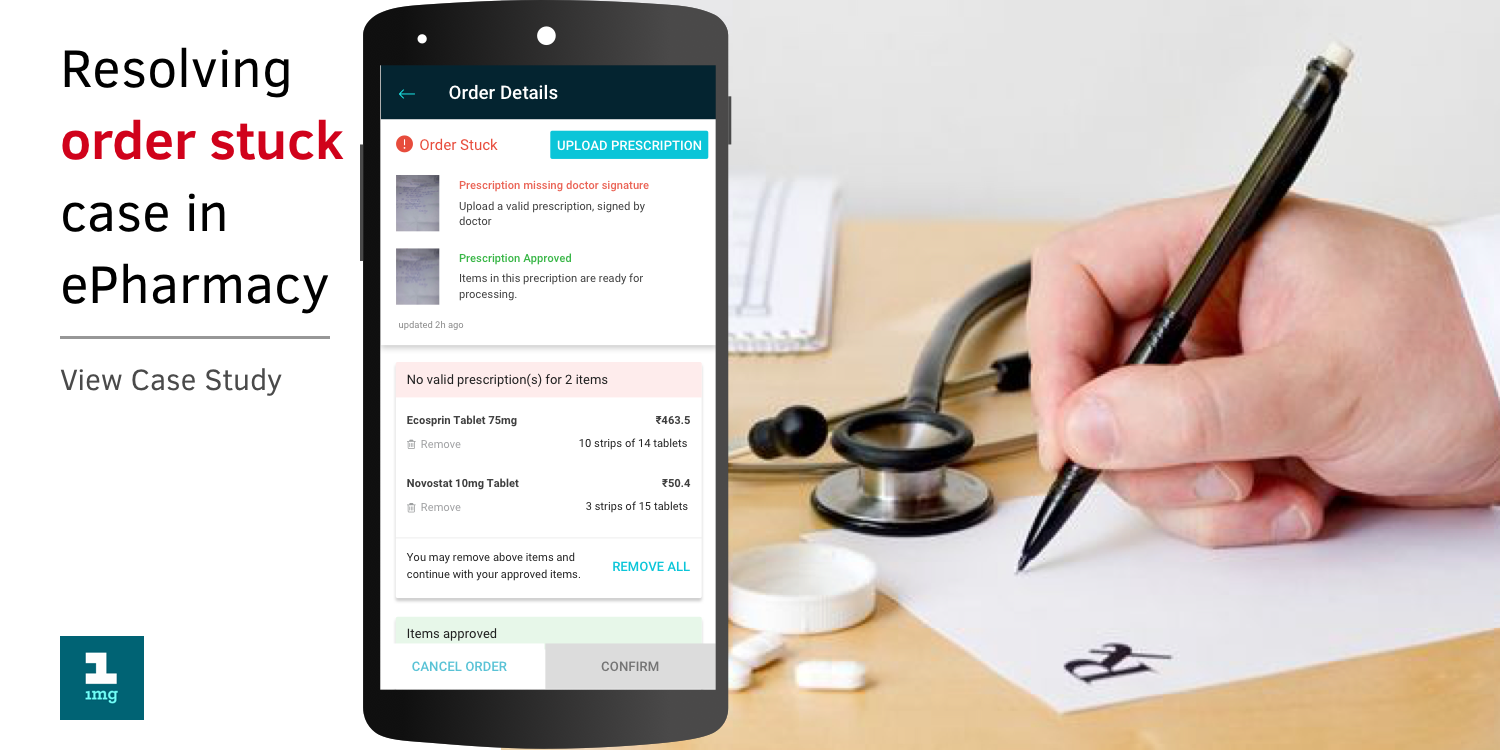 Resolving
order stuck
case in
ePharmacy
View Case Study
1mg
Order Details
Order Stuck
UPLOAD PRESCRIPTION
Prescription missing doctor signature
Upload a valid prescription, signed by
doctor
Prescription Approved
Items in this precription are ready for
processing.
updated 2h ago
No valid prescription(s) for 2 items
Ecosprin Tablet 75mg ₹463.5
Remove 10 strips of 14 tablets
Novostat 10mg Tablet ₹50.4
Remove 3 strips of 15 tablets
You may remove above items and
continue with your approved items.
REMOVE ALL
Items approved
CANCEL ORDER CONFIRM
℞